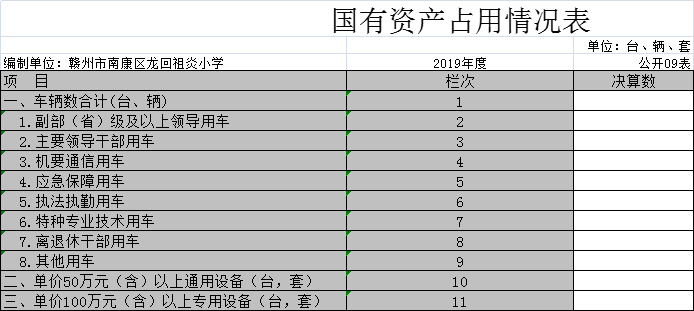 国有资产占用情况表
单位：台、辆、套
编制单位：赣州市南康区龙回祖炎小学 2019年度 公开09表
项 目 栏次 决算数
一、车辆数合计(台、辆) 1
1.副部（省）级及以上领导用车 2
2.主要领导干部用车 3
3.机要通信用车 4
4.应急保障用车 5
5.执法执勤用车 6
6.特种专业技术用车 7
7.离退休干部用车 8
8.其他用车 9
二、单价50万元（含）以上通用设备（台，套） 10
三、单价100万元（含）以上专用设备（台，套） 11